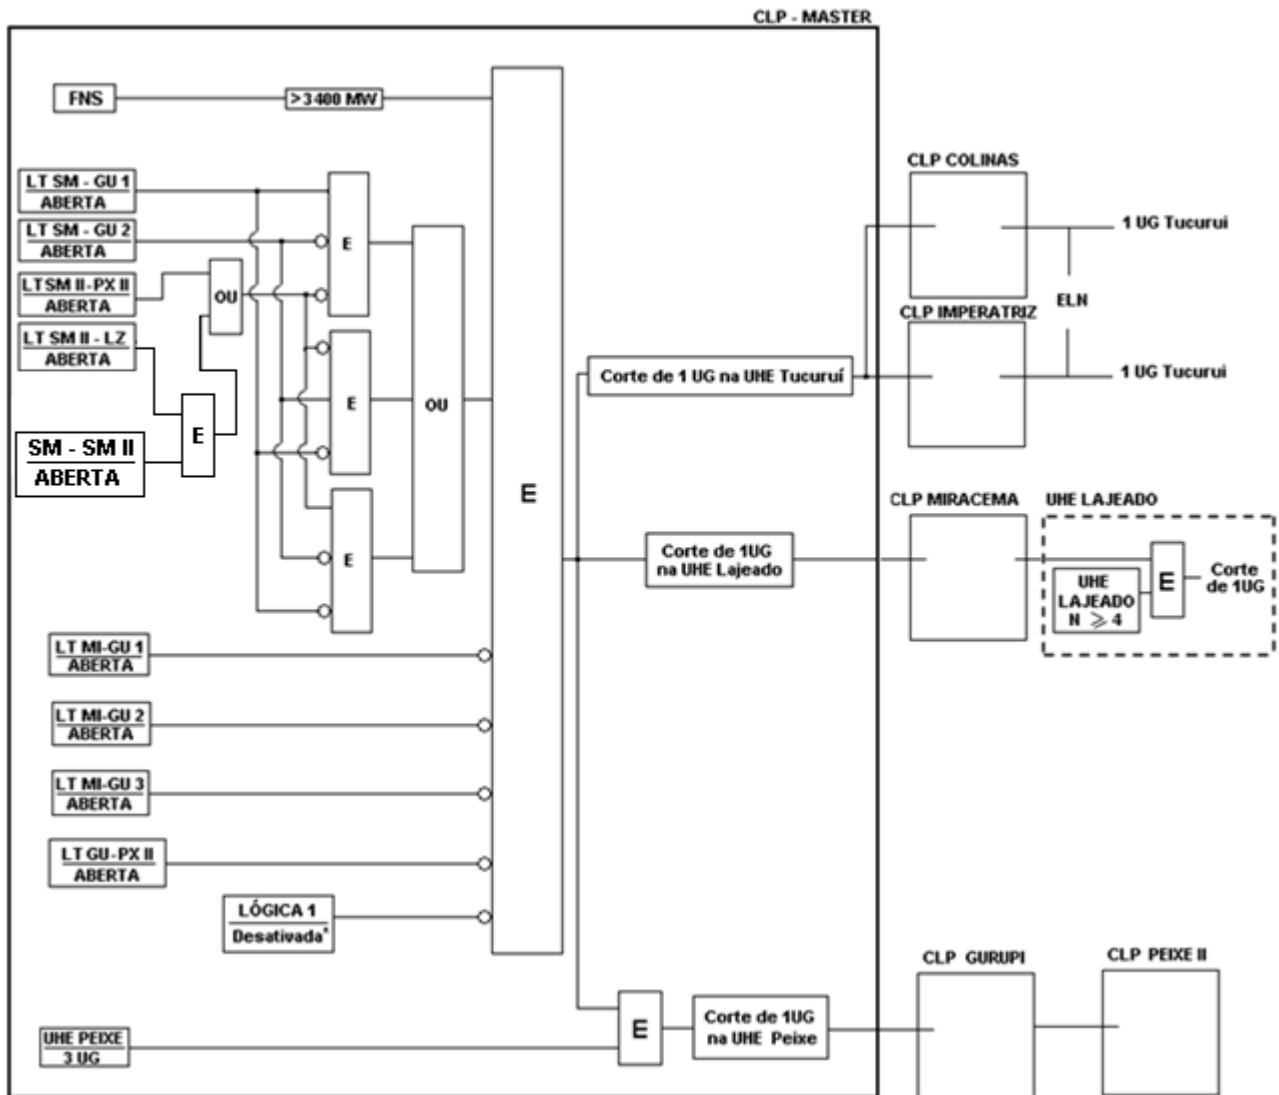 CLP - MASTER
FNS
>3400 MW
LT SM - GU 1
ABERTA
LT SM - GU 2
ABERTA
LT SM II-PX II
ABERTA
LT SM II - LZ
ABERTA
SM - SM II
ABERTA
OU
E
E
E
E
OU
E
LT MI-GU 1
ABERTA
LT MI-GU 2
ABERTA
LT MI-GU 3
ABERTA
LT GU-PX II
ABERTA
LÓGICA 1
Desativada*
UHE PEIXE
3 UG
E
Corte de 1 UG na UHE Tucuruí
Corte de 1UG
na UHE Lajeado
Corte de 1UG
na UHE Peixe
CLP COLINAS
1 UG Tucurui
ELN
CLP IMPERATRIZ
1 UG Tucurui
CLP MIRACEMA
UHE LAJEADO
UHE
LAJEADO
N ⩾ 4
E
Corte
de 1UG
CLP GURUPI
CLP PEIXE II